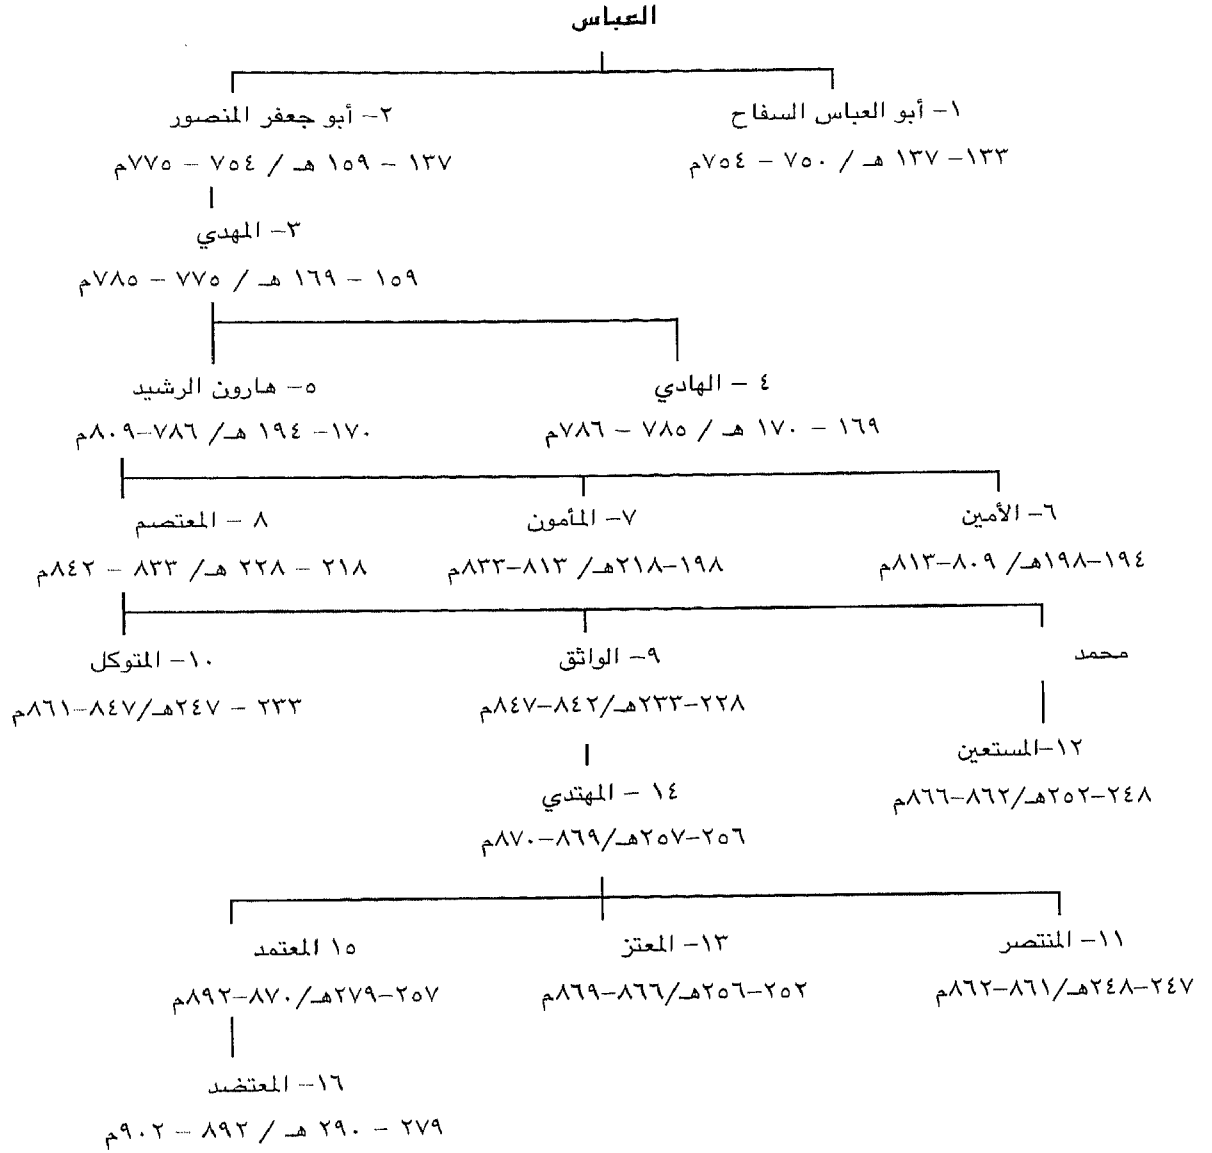 العباس
١– أبو العباس السفاح
٢– أبو جعفر المنصور
١٣٣– ١٣٧ هـ / ٧٥٠ – ٧٥٤م
١٣٧ – ١٥٩ هـ / ٧٥٤ – ٧٧٥م
٣– المهدي
١٥٩ – ١٦٩ هـ / ٧٧٥ – ٧٨٥م
٤ – الهادي
٥– هارون الرشيد
١٦٩ – ١٧٠ هـ / ٧٨٥ – ٧٨٦م
١٧٠– ١٩٤ هـ/ ٧٨٦–٨٠٩م
٦– الأمين
٧– المأمون
٨ – المعتصم
١٩٤–١٩٨هـ/ ٨٠٩–٨١٣م
١٩٨–٢١٨هـ/ ٨١٣–٨٣٣م
٢١٨ – ٢٢٨ هـ/ ٨٣٣ – ٨٤٢م
محمد
٩– الواثق
١٠– المتوكل
٢٢٨–٢٣٣هـ/٨٤٢–٨٤٧م
٢٣٣ – ٢٤٧هـ/٨٤٧–٨٦١م
١٢–المستعين
٢٤٨–٢٥٢هـ/٨٦٢–٨٦٦م
١٤ – المهتدي
٢٥٦–٢٥٧هـ/٨٦٩–٨٧٠م
١١– المنتصر
١٣– المعتز
١٥ المعتمد
٢٤٧–٢٤٨هـ/٨٦١–٨٦٢م
٢٥٢–٢٥٦هـ/٨٦٦–٨٦٩م
٢٥٧–٢٧٩هـ/٨٧٠–٨٩٢م
١٦– المعتضد
٢٧٩ – ٢٩٠ هـ / ٨٩٢ – ٩٠٢م